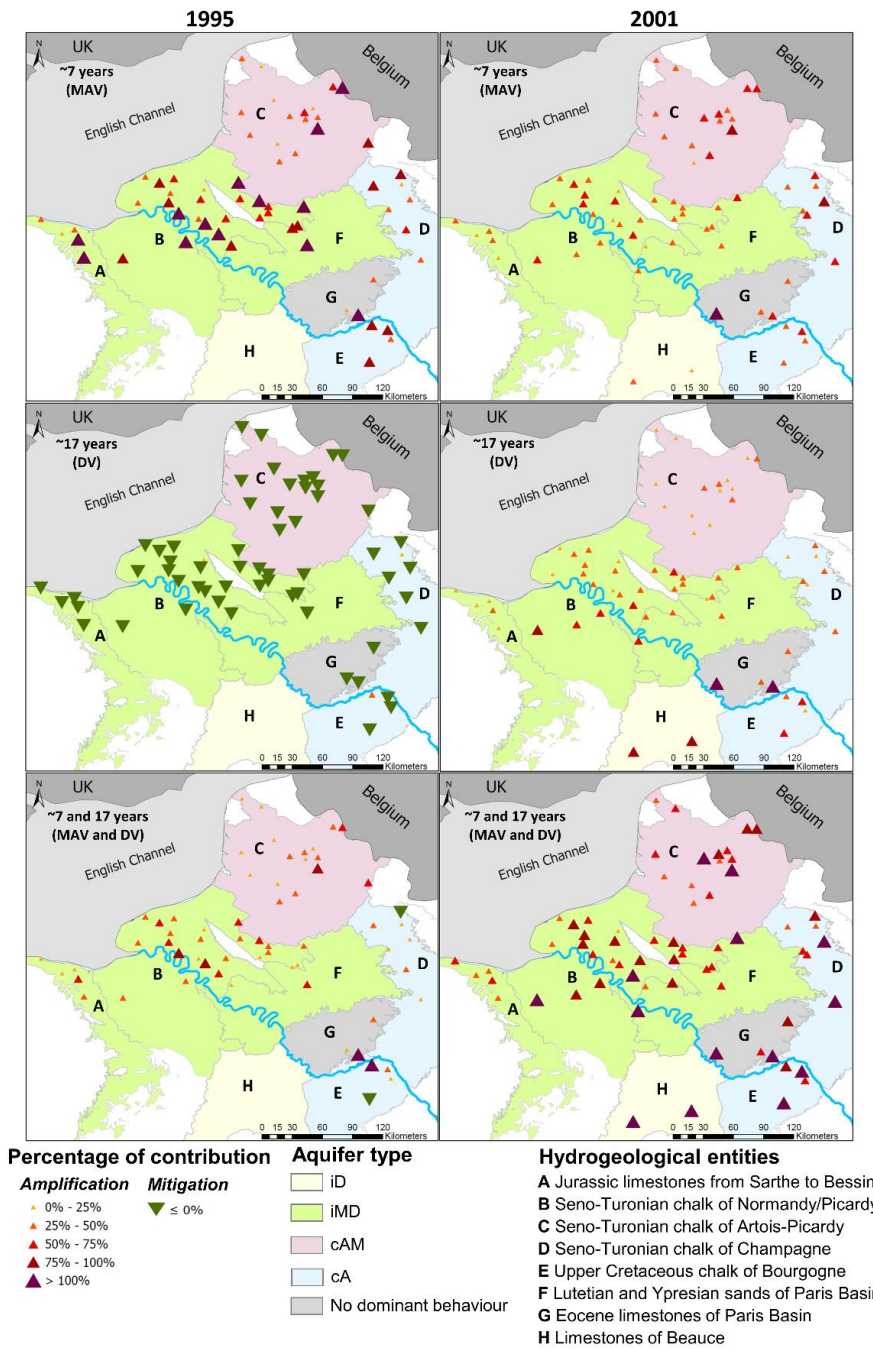 1995
2001
N
UK
Belgium
~7 years
(MAV)
English Channel
C
B
A
F
D
G
H
E
0 15 30 60 90 120
Kilometers
N
UK
Belgium
~7 years
(MAV)
English Channel
C
B
A
F
D
G
H
E
0 15 30 60 90 120
Kilometers
N
UK
Belgium
~17 years
(DV)
English Channel
C
B
A
F
D
G
H
E
0 15 30 60 90 120
Kilometers
N
UK
Belgium
~17 years
(DV)
English Channel
C
B
A
F
D
G
H
E
0 15 30 60 90 120
Kilometers
N
UK
Belgium
~7 and 17 years
(MAV and DV)
English Channel
C
B
A
F
D
G
H
E
0 15 30 60 90 120
Kilometers
N
UK
Belgium
~7 and 17 years
(MAV and DV)
English Channel
C
B
A
F
D
G
H
E
0 15 30 60 90 120
Kilometers
Percentage of contribution
Amplification
0% - 25%
25% - 50%
50% - 75%
75% - 100%
> 100%
Mitigation
≤ 0%
Aquifer type
iD
iMD
cAM
cA
No dominant behaviour
Hydrogeological entities
A Jurassic limestones from Sarthe to Bessin
B Seno-Turonian chalk of Normandy/Picardy
C Seno-Turonian chalk of Artois-Picardy
D Seno-Turonian chalk of Champagne
E Upper Cretaceous chalk of Bourgogne
F Lutetian and Ypresian sands of Paris Basin
G Eocene limestones of Paris Basin
H Limestones of Beauce